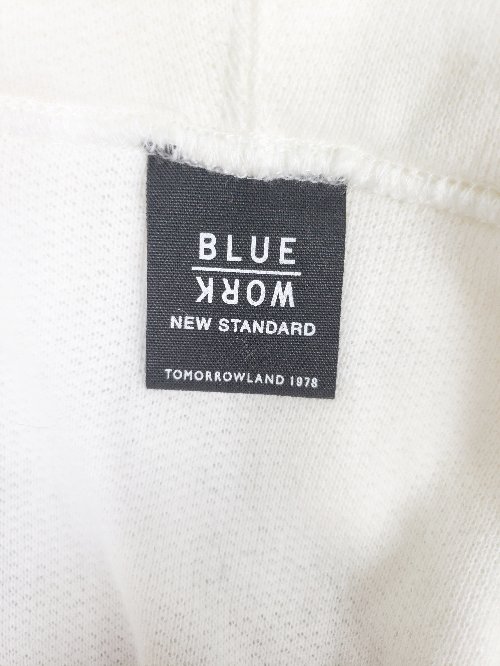 BLUE
WORK
NEW STANDARD
TOMORROWLAND 1978